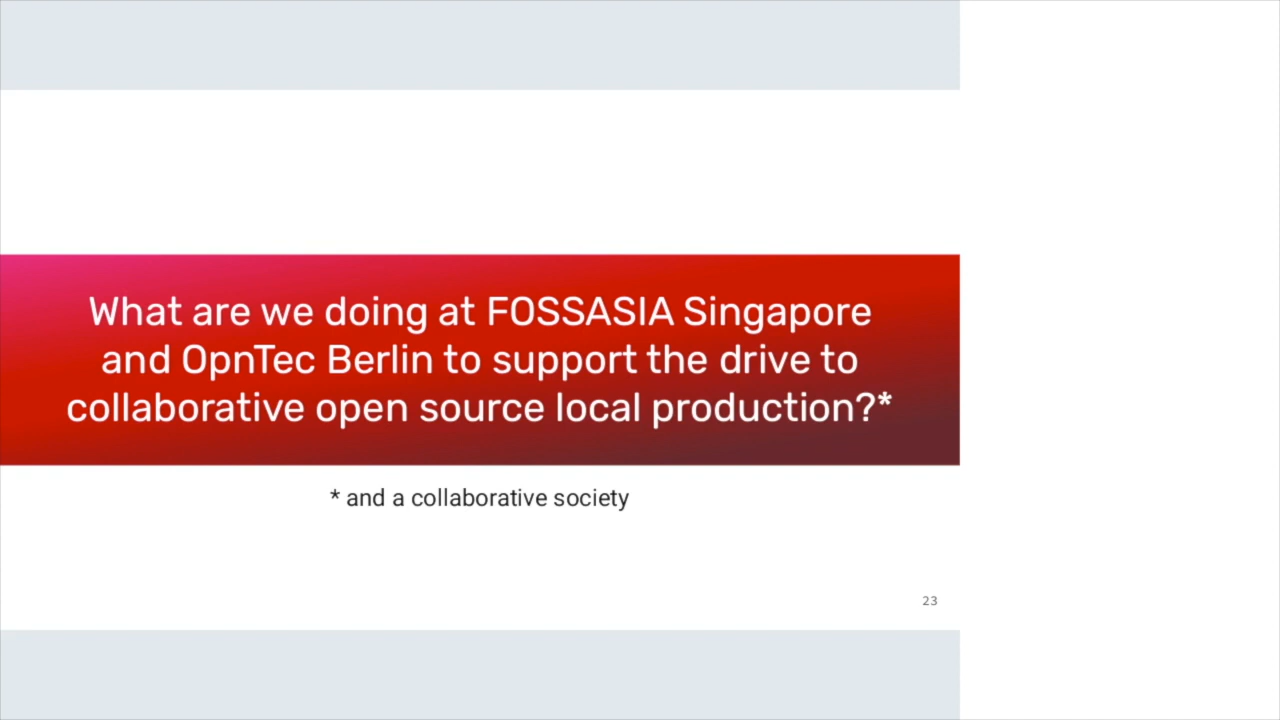 What are we doing at FOSSASIA Singapore
and OpnTec Berlin to support the drive to
collaborative open source local production?*
* and a collaborative society
23